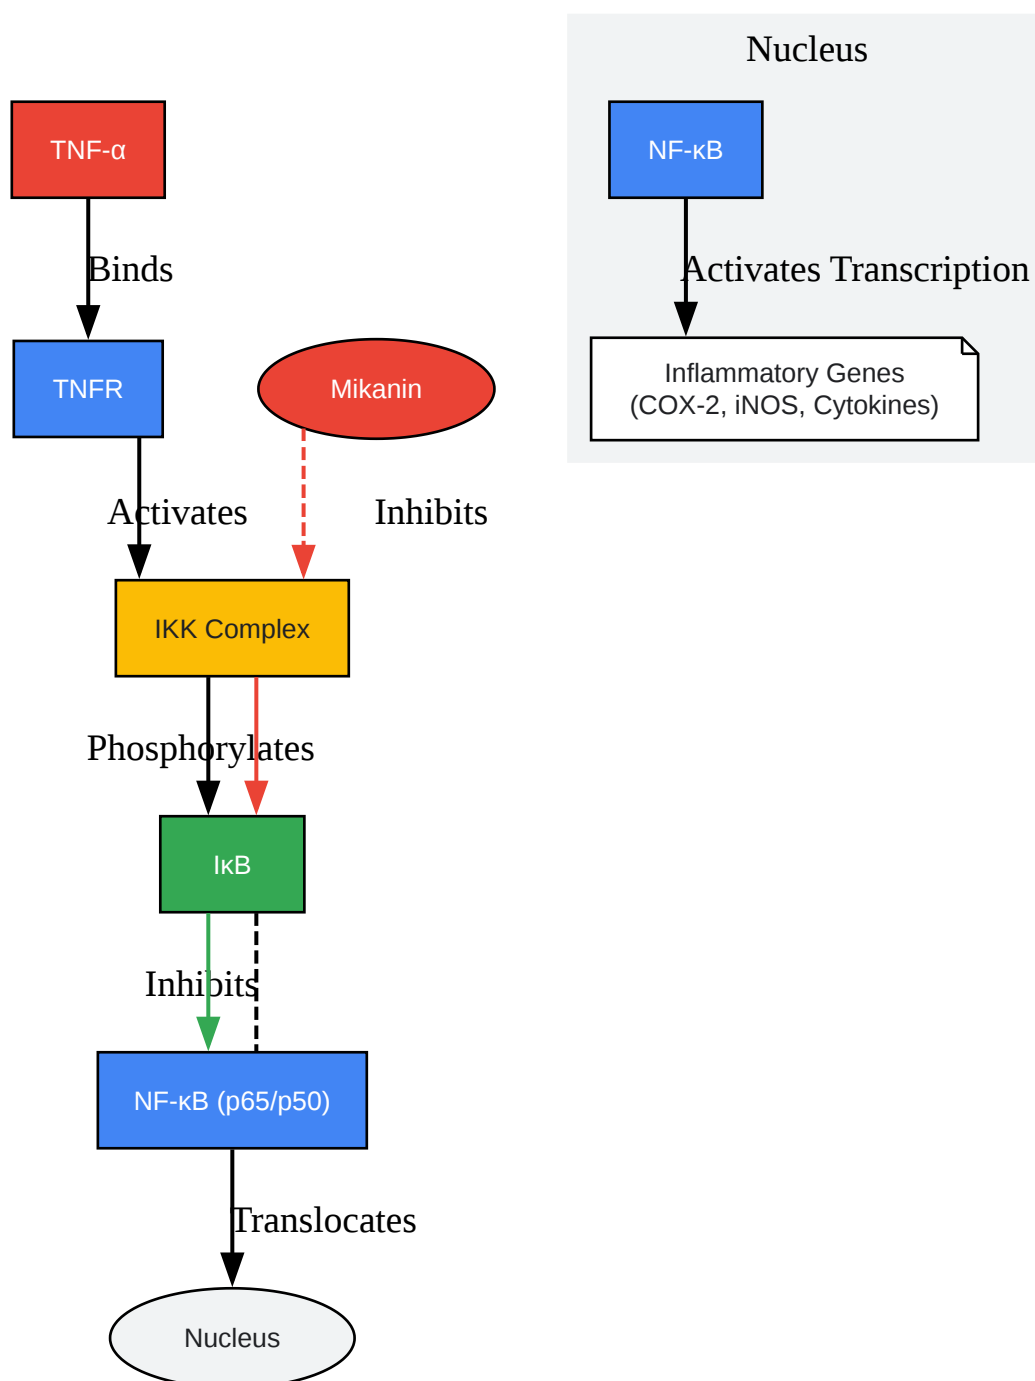 Nucleus
TNF-α
NF-κB
Binds
Activates Transcription
TNFR
Mikanin
Inflammatory Genes
(COX-2, iNOS, Cytokines)
Activates
Inhibits
IKK Complex
Phosphorylates
IκB
Inhibits
NF-κB (p65/p50)
Translocates
Nucleus